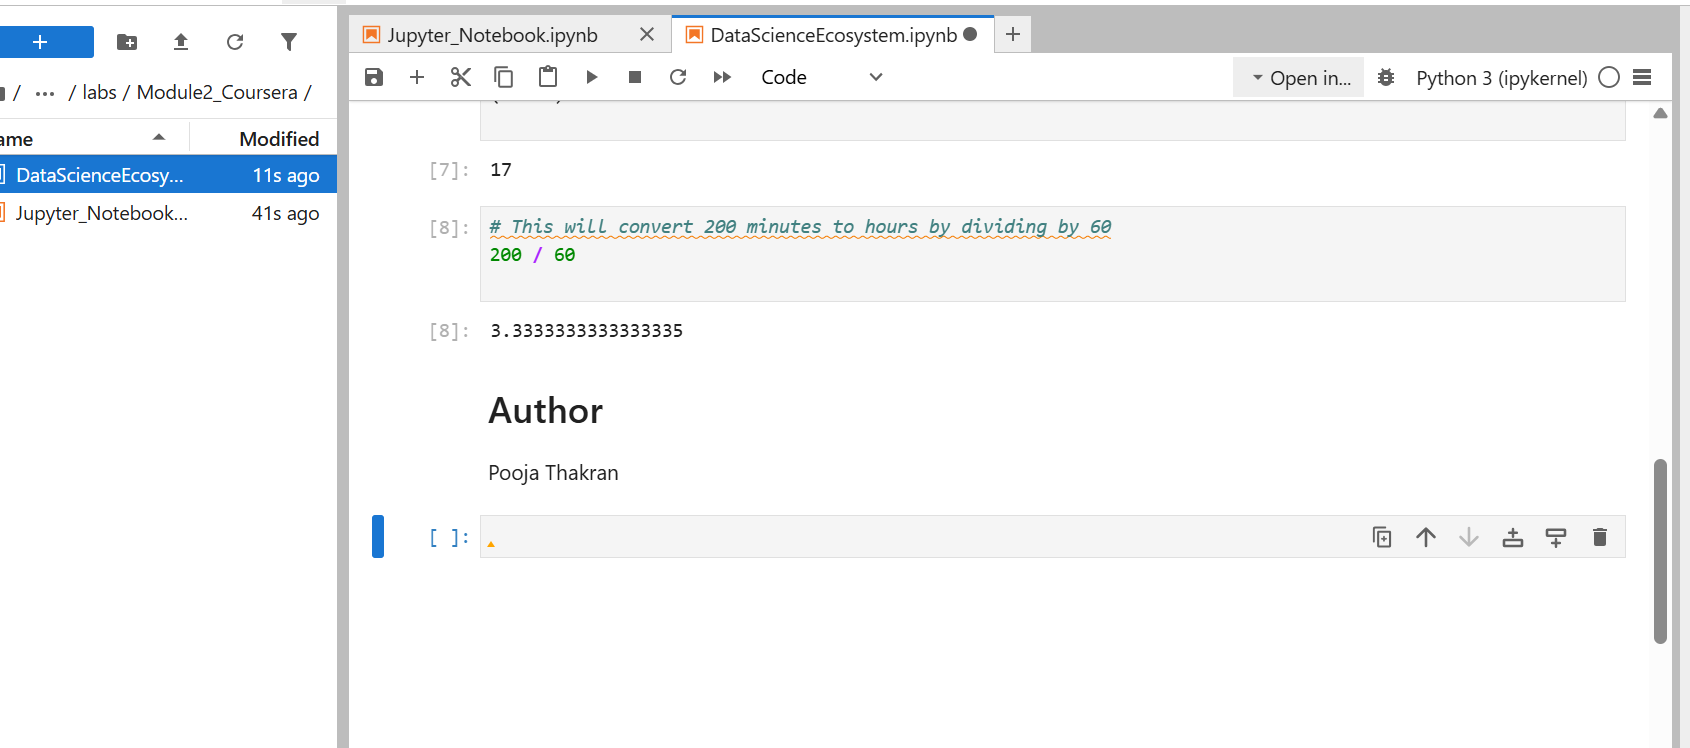 Jupyter_Notebook.ipynb
DataScienceEcosystem.ipynb
Code
Open in...
Python 3 (ipykernel)
/ ... / labs / Module2_Coursera /
ame
Modified
DataScienceEcosy...
11s ago
Jupyter_Notebook...
41s ago
[7]:
17
[8]:
# This will convert 200 minutes to hours by dividing by 60
200 / 60
[8]:
3.3333333333333335
Author
Pooja Thakran
[ ]: